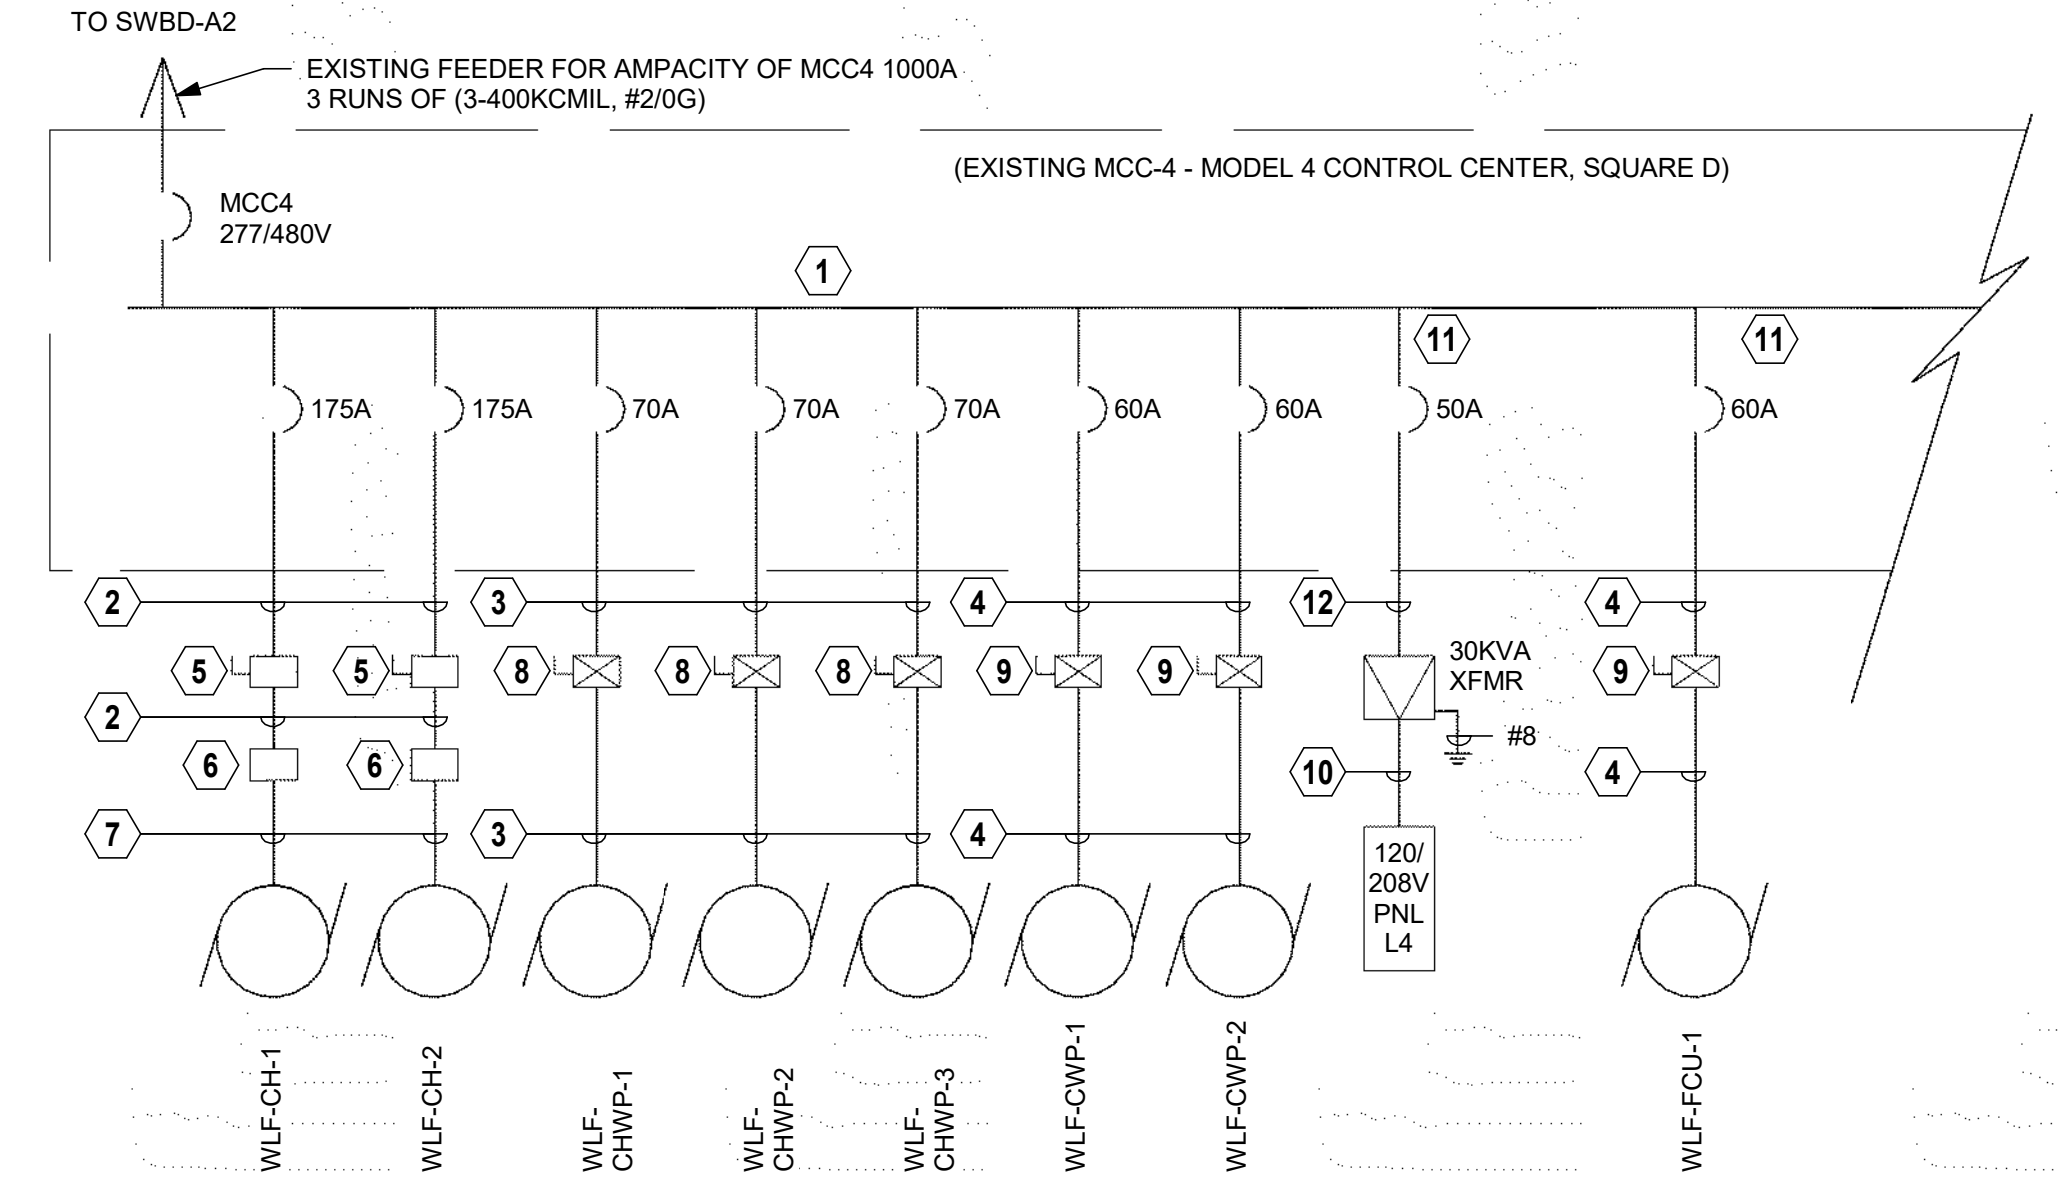 TO SWBD-A2
EXISTING FEEDER FOR AMPACITY OF MCC4 1000A
3 RUNS OF (3-400KCMIL, #2/0G)
(EXISTING MCC-4 - MODEL 4 CONTROL CENTER, SQUARE D)
MCC4
277/480V
1
11
11
175A
175A
70A
70A
70A
60A
60A
50A
60A
2
3
4
12
4
5
5
8
8
8
9
9
30KVA
XFMR
9
2
#8
6
6
10
4
7
3
4
120/
208V
PNL
L4
WLF-CH-1
WLF-CH-2
WLF-
CHWP-1
WLF-
CHWP-2
WLF-
CHWP-3
WLF-CWP-1
WLF-CWP-2
WLF-FCU-1